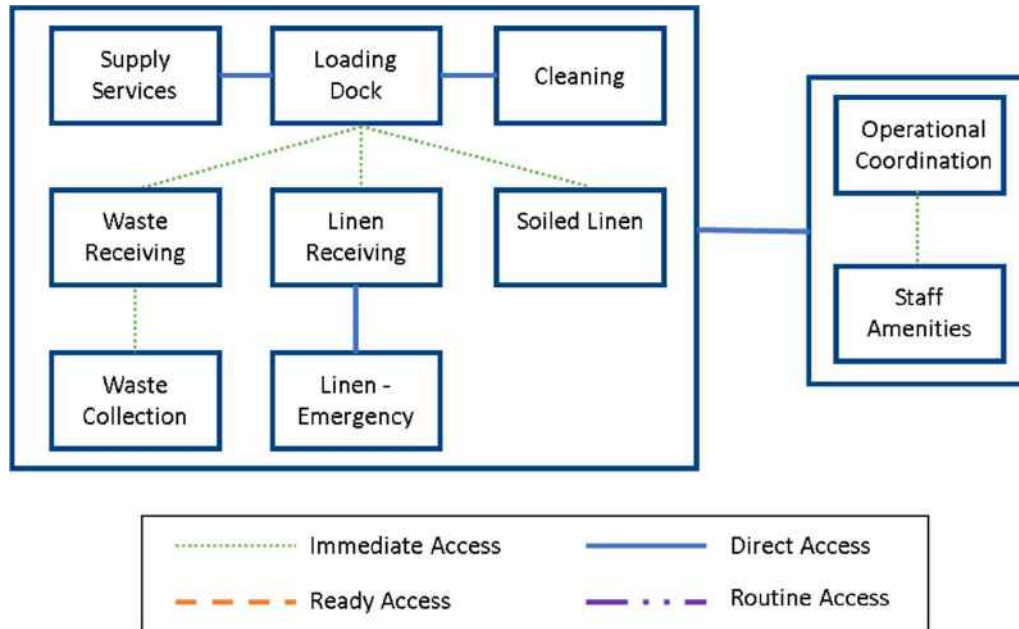 Supply
Services
Loading
Dock
Cleaning
Operational
Coordination
Waste
Receiving
Linen
Receiving
Soiled Linen
Staff
Amenities
Waste
Collection
Linen -
Emergency
Immediate Access
Direct Access
Ready Access
Routine Access